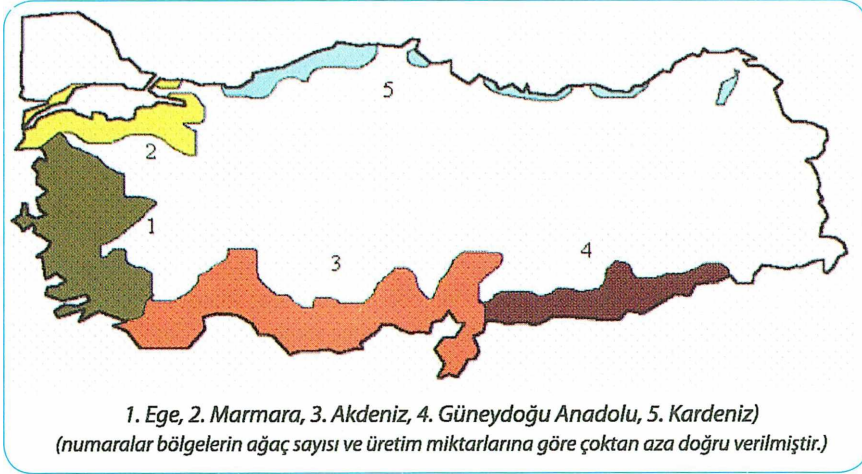 5
2
1
3
4
1. Ege, 2. Marmara, 3. Akdeniz, 4. Güneydoğu Anadolu, 5. Kardeniz)
(numaralar bölgelerin ağaç sayısı ve üretim miktarlarına göre çoktan aza doğru verilmiştir.)